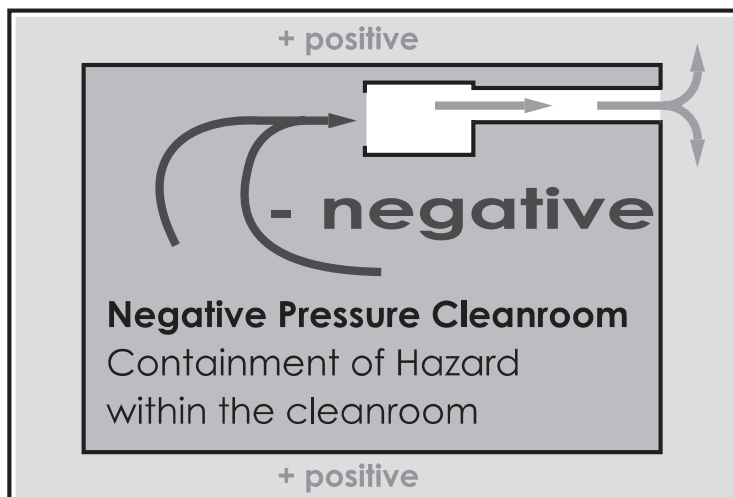 + positive
- negative
Negative Pressure Cleanroom
Containment of Hazard
within the cleanroom
+ positive